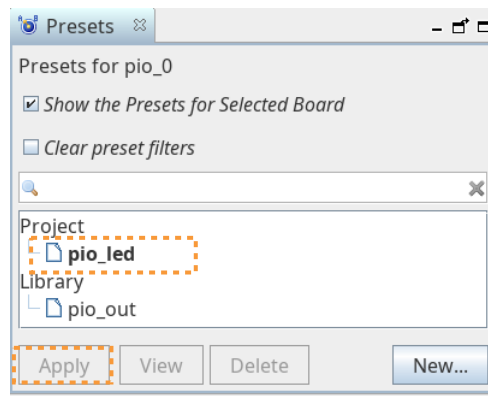 Presets
Presets for pio_0
Show the Presets for Selected Board
Clear preset filters
Project
pio_led
Library
pio_out
Apply View Delete New...